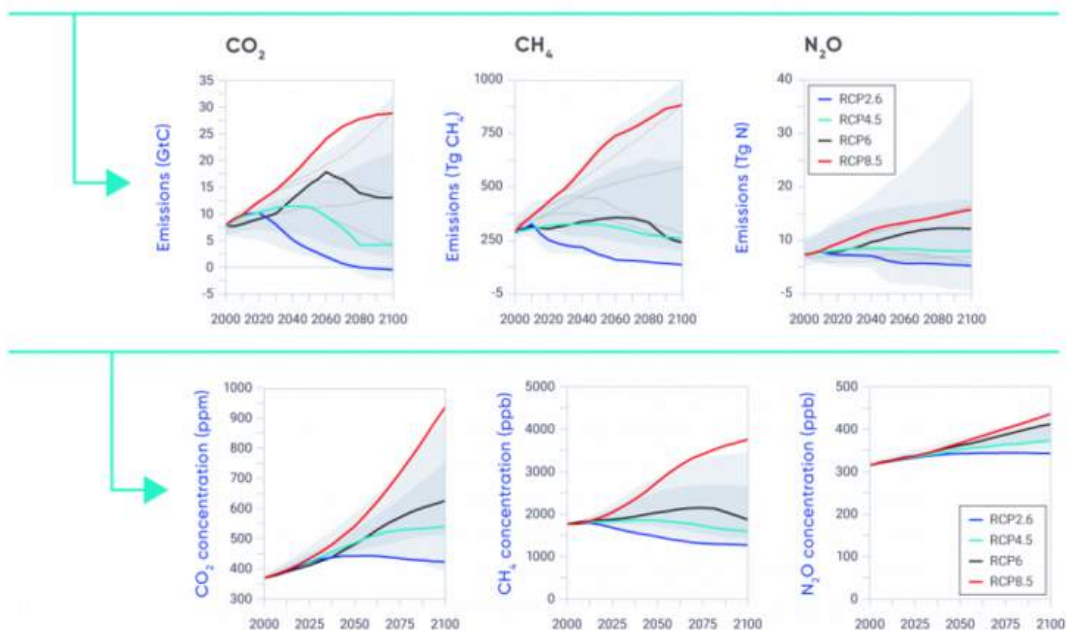 CO₂
CH₄
N₂O
Emissions (GtC)
35
30
25
20
15
10
5
0
-5
2000 2020 2040 2060 2080 2100
Emissions (Tg CH₄)
1000
750
500
250
-5
2000 2020 2040 2060 2080 2100
Emissions (Tg N)
40
30
20
10
-5
2000 2020 2040 2060 2080 2100
RCP2.6
RCP4.5
RCP6
RCP8.5
CO₂ concentration (ppm)
1000
900
800
700
600
500
400
300
2000 2025 2050 2075 2100
CH₄ concentration (ppb)
5000
4000
3000
2000
1000
0
2000 2025 2050 2075 2100
N₂O concentration (ppb)
500
400
300
200
100
0
2000 2025 2050 2075 2100
RCP2.6
RCP4.5
RCP6
RCP8.5